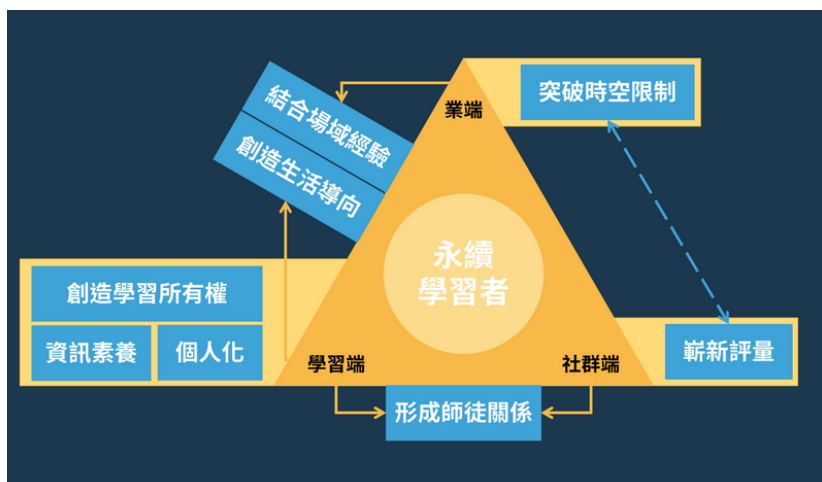 結合場域經驗
創造生活導向
業端
突破時空限制
永續
學習者
創造學習所有權
資訊素養
個人化
學習端
社群端
嶄新評量
形成師徒關係